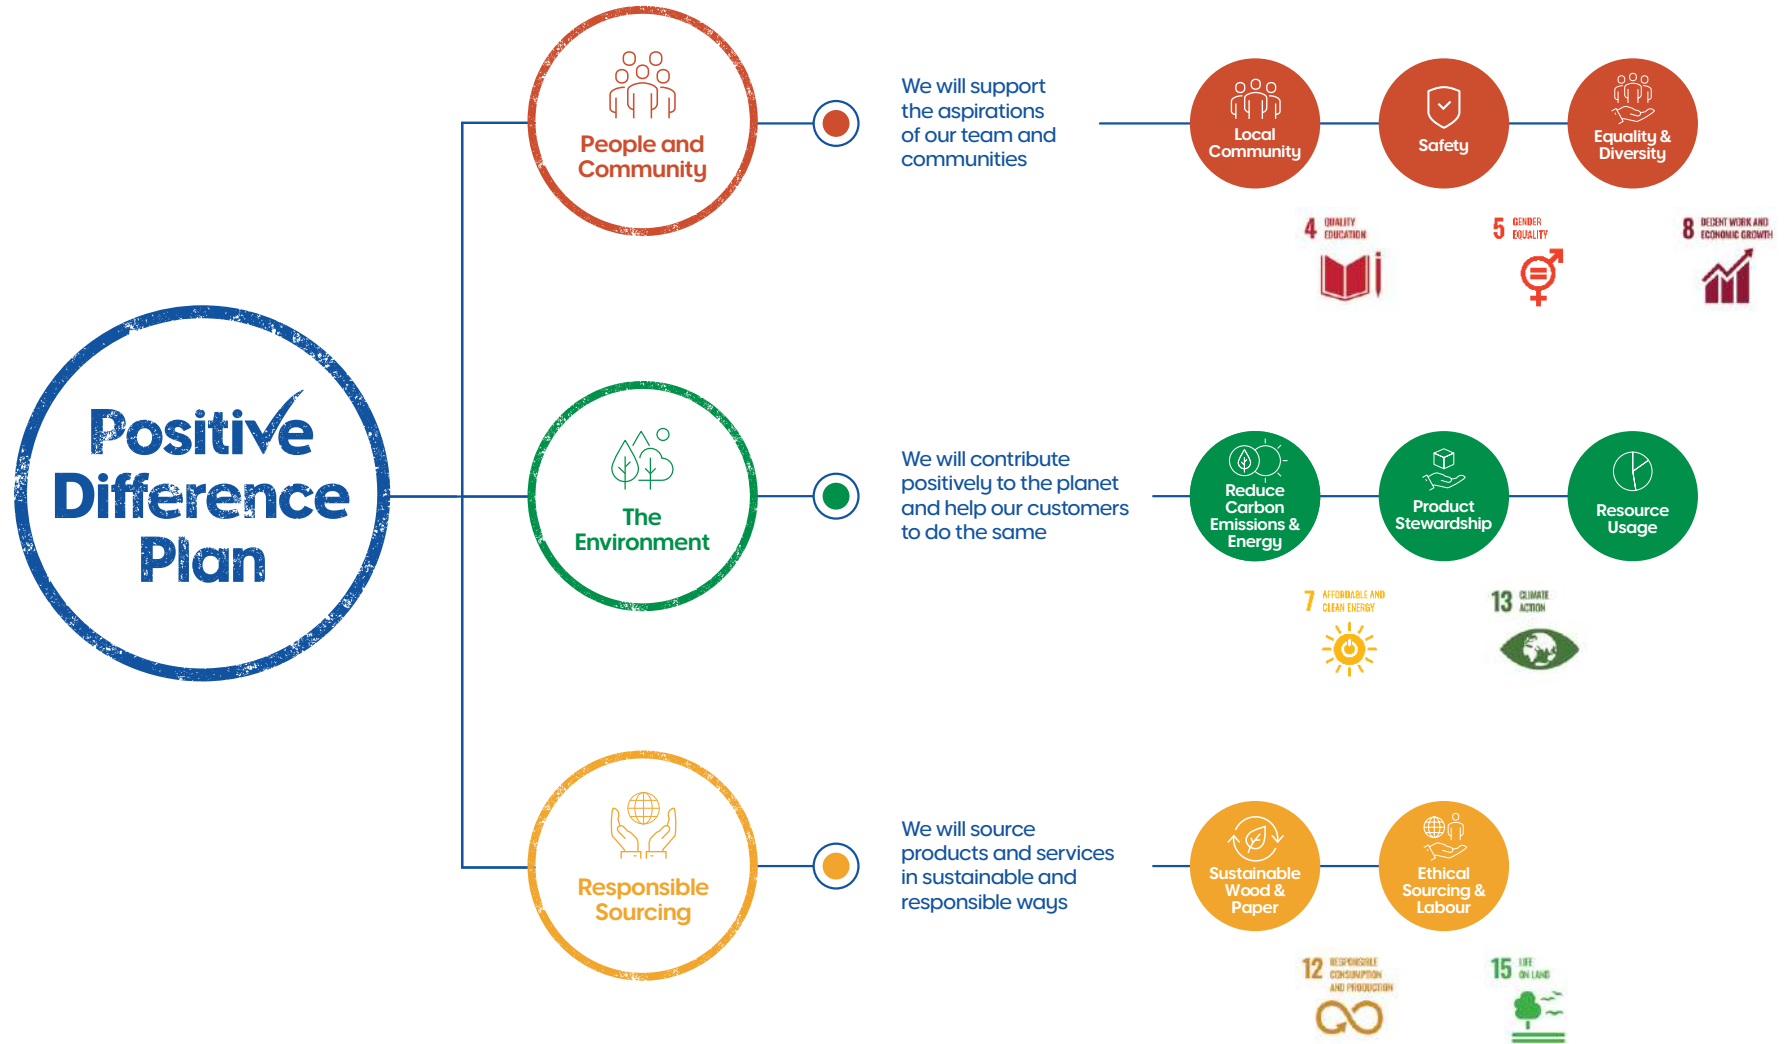 Positive
Difference
Plan
People and
Community
We will support
the aspirations
of our team and
communities
Local
Community
Safety
Equality &
Diversity
4 QUALITY
EDUCATION
5 GENDER
EQUALITY
8 DECENT WORK AND
ECONOMIC GROWTH
The
Environment
We will contribute
positively to the planet
and help our customers
to do the same
Reduce
Carbon
Emissions &
Energy
Product
Stewardship
Resource
Usage
7 AFFORDABLE AND
CLEAN ENERGY
13 CLIMATE
ACTION
Responsible
Sourcing
We will source
products and services
in sustainable and
responsible ways
Sustainable
Wood &
Paper
Ethical
Sourcing &
Labour
12 RESPONSIBLE
CONSUMPTION
AND PRODUCTION
15 LIFE
ON LAND